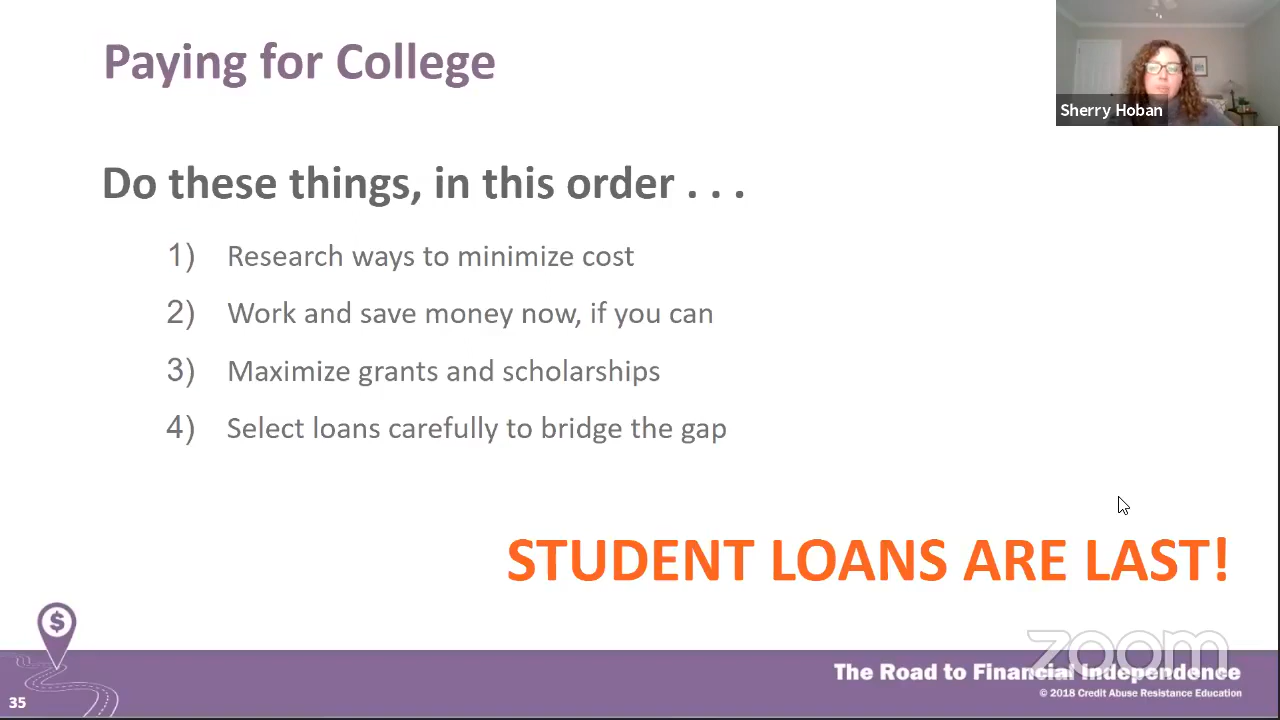 Paying for College
Sherry Hoban
Do these things, in this order . . .
1) Research ways to minimize cost
2) Work and save money now, if you can
3) Maximize grants and scholarships
4) Select loans carefully to bridge the gap
STUDENT LOANS ARE LAST!
$
zoom
The Road to Financial Independence
© 2018 Credit Abuse Resistance Education
35